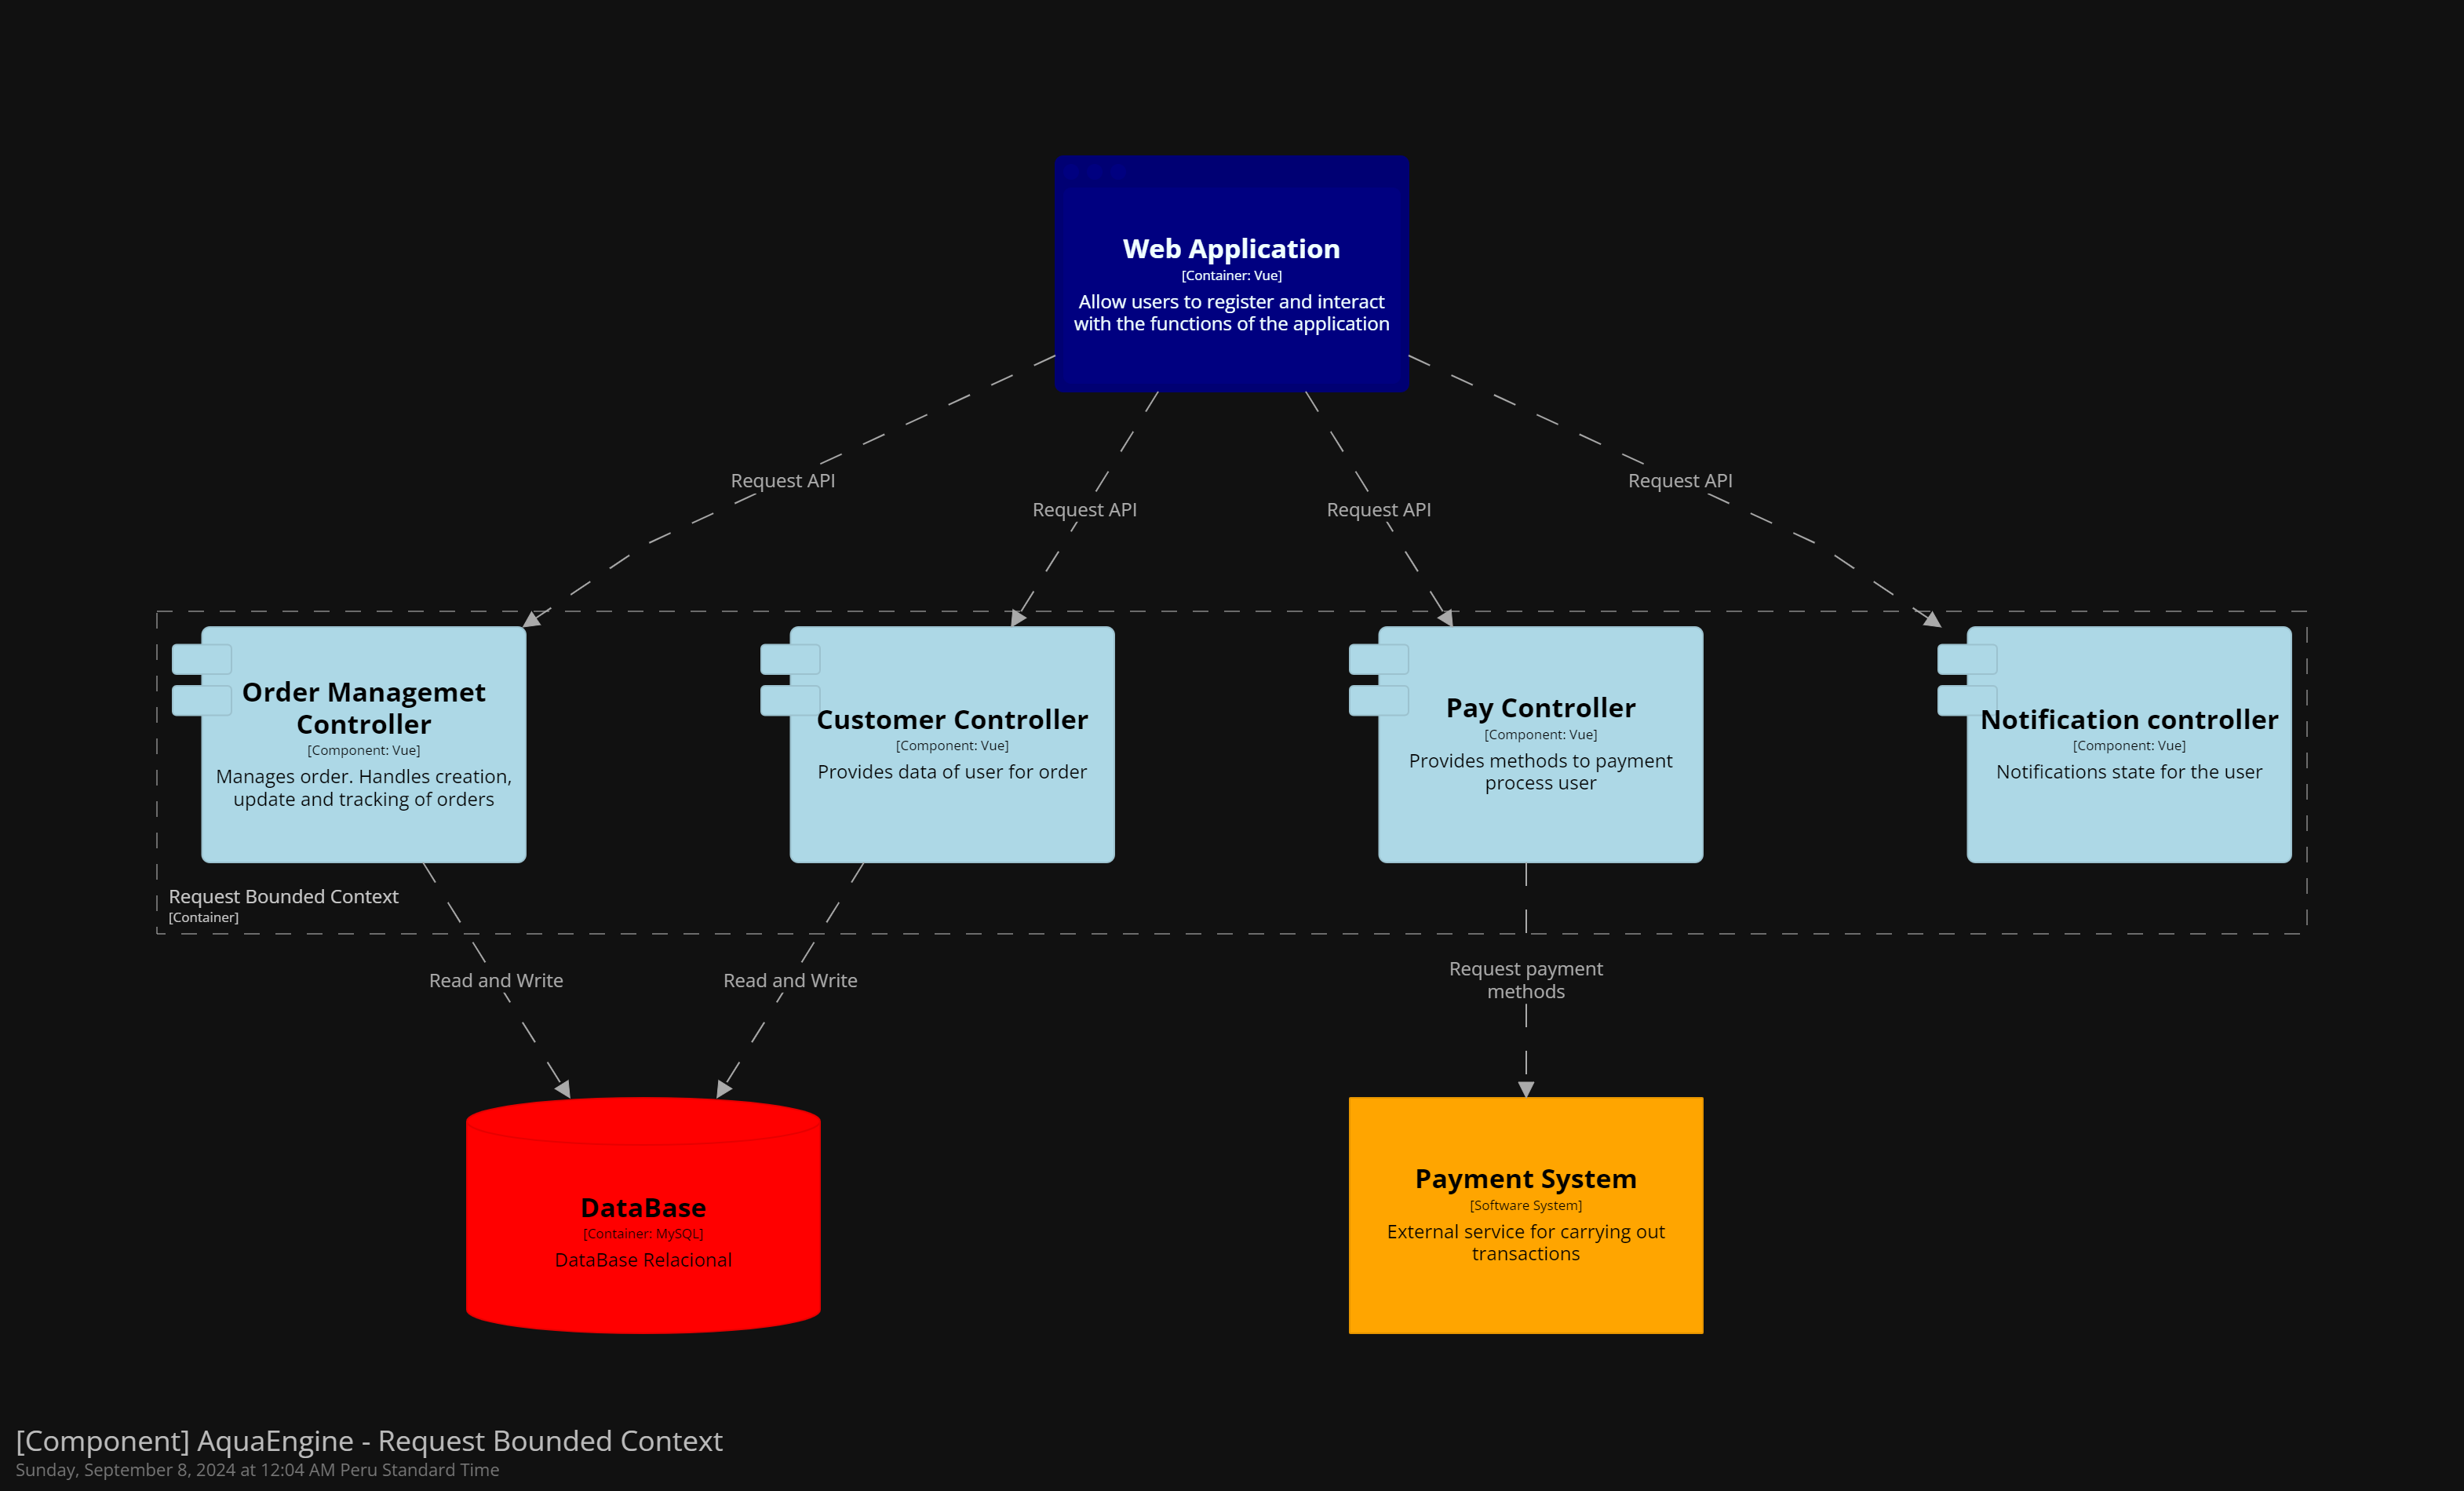 Web Application
[Container: Vue]
Allow users to register and interact
with the functions of the application
Request API
Request API
Request API
Request API
Order Managemet
Controller
[Component: Vue]
Manages order. Handles creation,
update and tracking of orders
Customer Controller
[Component: Vue]
Provides data of user for order
Pay Controller
[Component: Vue]
Provides methods to payment
process user
Notification controller
[Component: Vue]
Notifications state for the user
Request Bounded Context
[Container]
Read and Write
Read and Write
Request payment
methods
DataBase
[Container: MySQL]
DataBase Relacional
Payment System
[Software System]
External service for carrying out
transactions
[Component] AquaEngine - Request Bounded Context
Sunday, September 8, 2024 at 12:04 AM Peru Standard Time